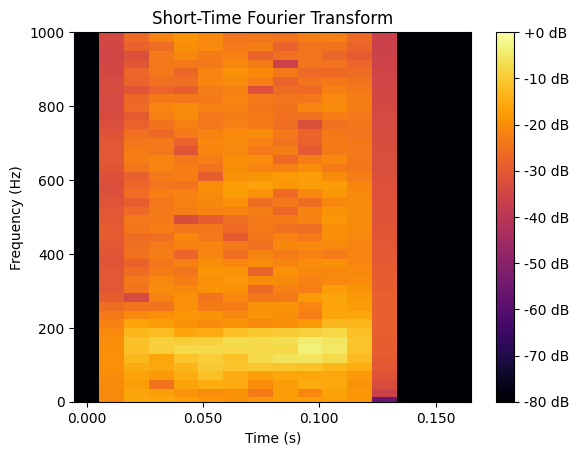 Short-Time Fourier Transform
1000
800
600
400
200
0
Frequency (Hz)
0.000
0.050
0.100
0.150
Time (s)
+0 dB
-10 dB
-20 dB
-30 dB
-40 dB
-50 dB
-60 dB
-70 dB
-80 dB